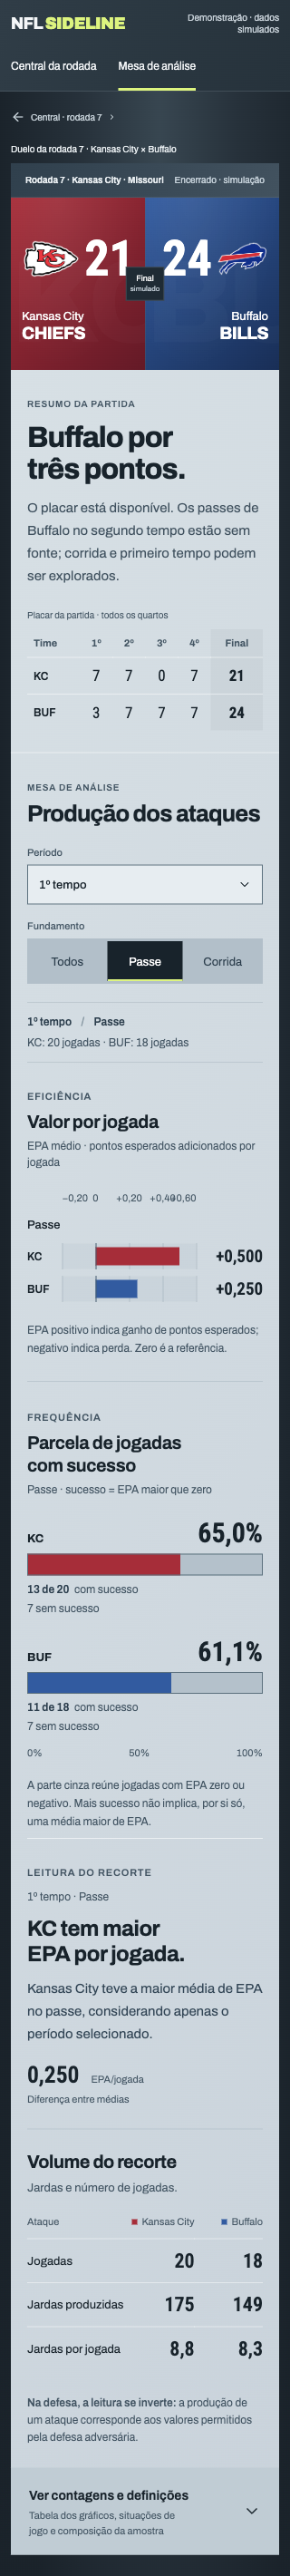 NFL SIDELINE
Demonstração · dados
simulados
Central da rodada
Mesa de análise
← Central · rodada 7 ›
Duelo da rodada 7 · Kansas City × Buffalo
Rodada 7 · Kansas City · Missouri
Encerrado · simulação
KC
21
24
Final
simulado
Kansas City
CHIEFS
Buffalo
BILLS
RESUMO DA PARTIDA
Buffalo por
três pontos.
O placar está disponível. Os passes de
Buffalo no segundo tempo estão sem
fonte; corrida e primeiro tempo podem
ser explorados.
Placar da partida · todos os quartos
Time 1º 2º 3º 4º Final
KC 7 7 0 7 21
BUF 3 7 7 7 24
MESA DE ANÁLISE
Produção dos ataques
Período
1º tempo
Fundamento
Todos Passe Corrida
1º tempo / Passe
KC: 20 jogadas · BUF: 18 jogadas
EFICIÊNCIA
Valor por jogada
EPA médio · pontos esperados adicionados por
jogada
−0,20 0 +0,20 +0,40 +0,60
Passe
KC +0,500
BUF +0,250
EPA positivo indica ganho de pontos esperados;
negativo indica perda. Zero é a referência.
FREQUÊNCIA
Parcela de jogadas
com sucesso
Passe · sucesso = EPA maior que zero
KC 65,0%
13 de 20 com sucesso
7 sem sucesso
BUF 61,1%
11 de 18 com sucesso
7 sem sucesso
0% 50% 100%
A parte cinza reúne jogadas com EPA zero ou
negativo. Mais sucesso não implica, por si só,
uma média maior de EPA.
LEITURA DO RECORTE
1º tempo · Passe
KC tem maior
EPA por jogada.
Kansas City teve a maior média de EPA
no passe, considerando apenas o
período selecionado.
0,250 EPA/jogada
Diferença entre médias
Volume do recorte
Jardas e número de jogadas.
Ataque Kansas City Buffalo
Jogadas 20 18
Jardas produzidas 175 149
Jardas por jogada 8,8 8,3
Na defesa, a leitura se inverte: a produção de
um ataque corresponde aos valores permitidos
pela defesa adversária.
Ver contagens e definições
Tabela dos gráficos, situações de
jogo e composição da amostra